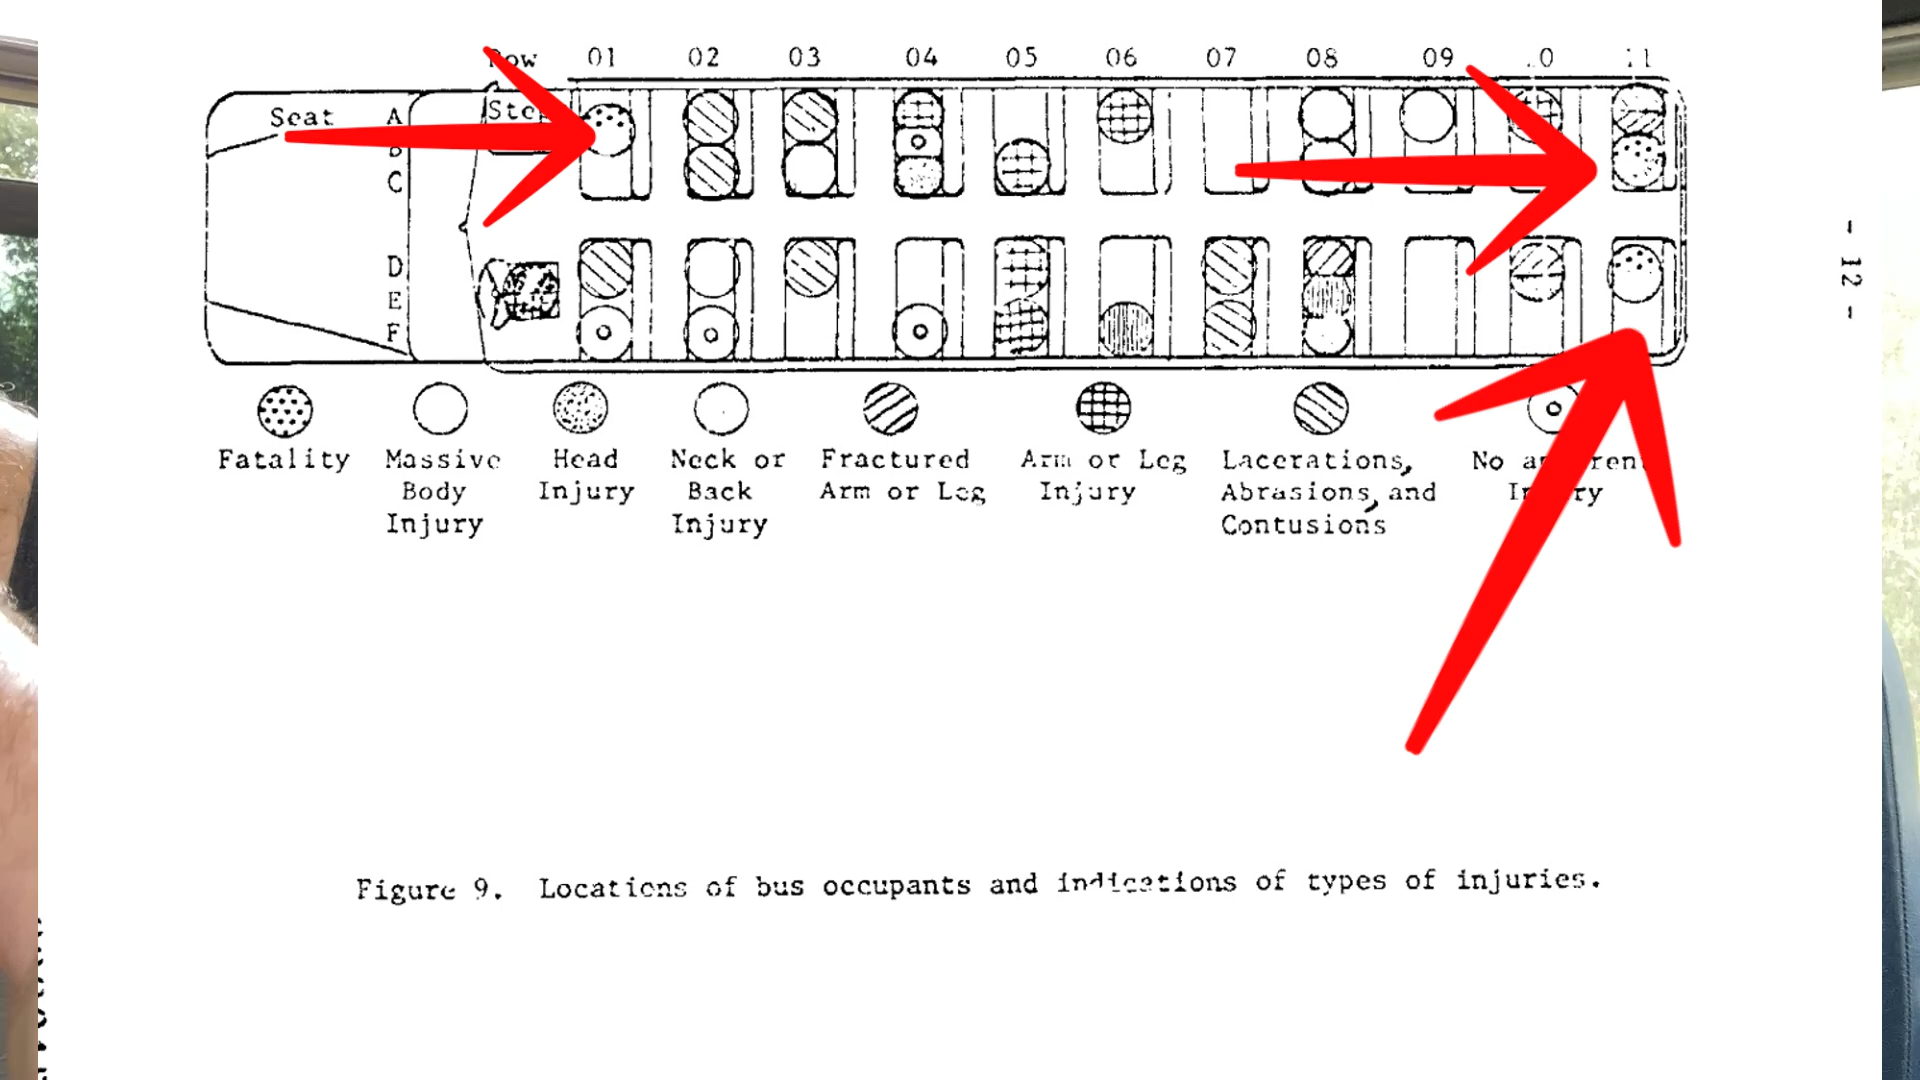 Row 01 02 03 04 05 06 07 08 09 10 11
Seat A
B
C
D
E
F
Fatality Massive Head Neck or Fractured Arm or Leg Lacerations,
Body Injury Back Arm or Leg Injury Abrasions, and
Injury Injury Contusions
No
Figure 9. Locations of bus occupants and indications of types of injuries.
- 12 -